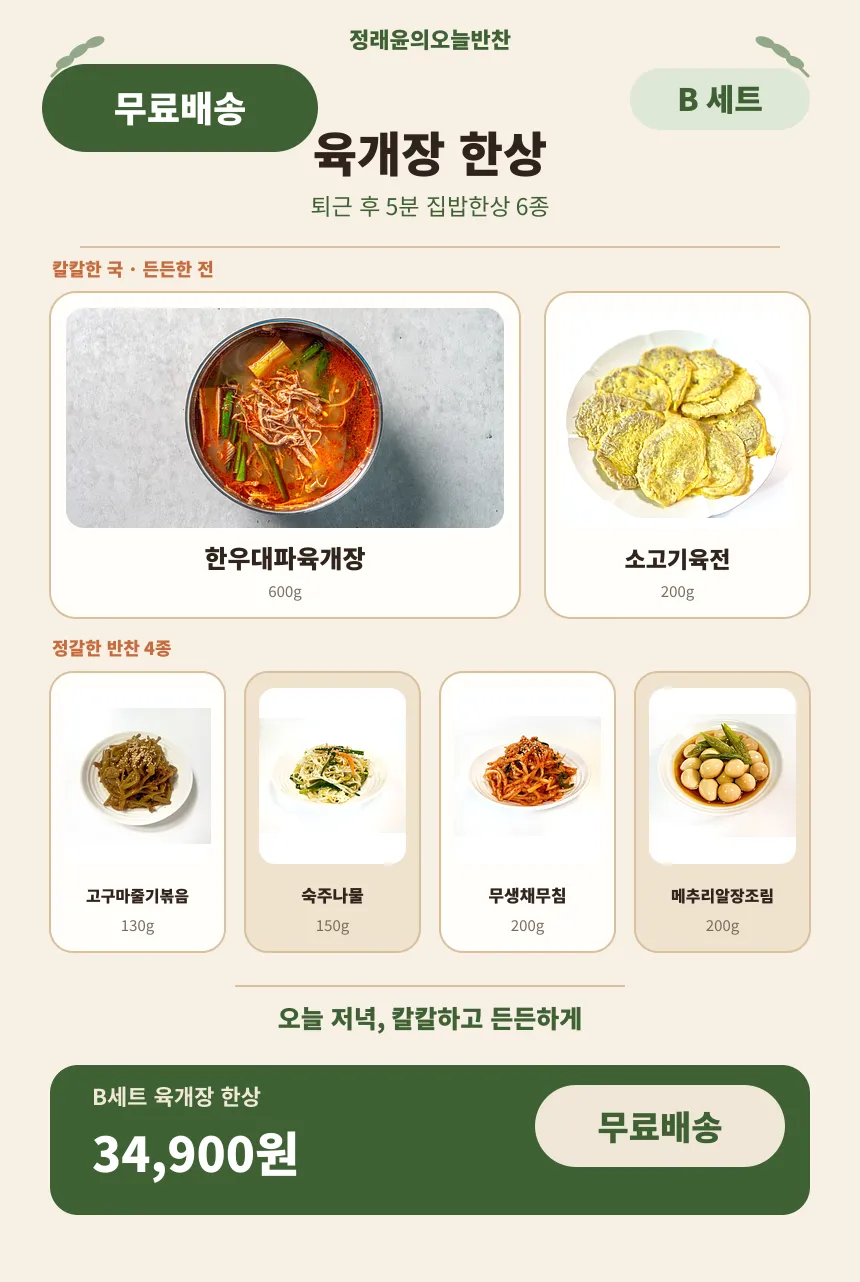 정래윤의오늘반찬
무료배송
B 세트
육개장 한상
퇴근 후 5분 집밥한상 6종
칼칼한 국 · 든든한 전
한우대파육개장
600g
소고기육전
200g
정갈한 반찬 4종
고구마줄기볶음
130g
숙주나물
150g
무생채무침
200g
메추리알장조림
200g
오늘 저녁, 칼칼하고 든든하게
B세트 육개장 한상
34,900원
무료배송